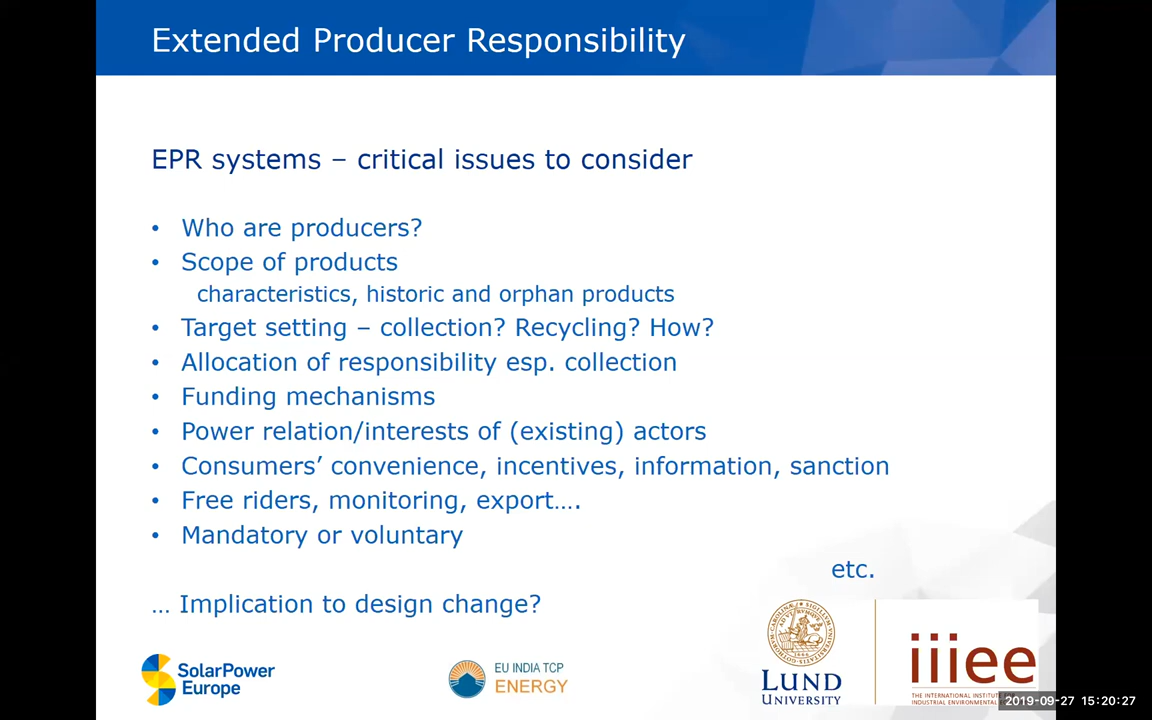 Extended Producer Responsibility
EPR systems – critical issues to consider
• Who are producers?
• Scope of products
characteristics, historic and orphan products
• Target setting – collection? Recycling? How?
• Allocation of responsibility esp. collection
• Funding mechanisms
• Power relation/interests of (existing) actors
• Consumers’ convenience, incentives, information, sanction
• Free riders, monitoring, export….
• Mandatory or voluntary
etc.
… Implication to design change?
SolarPower
Europe
EU INDIA TCP
ENERGY
LUND
UNIVERSITY
iiiee
THE INTERNATIONAL INSTITUTE
INDUSTRIAL ENVIRONMENTAL
2019-09-27 15:20:27